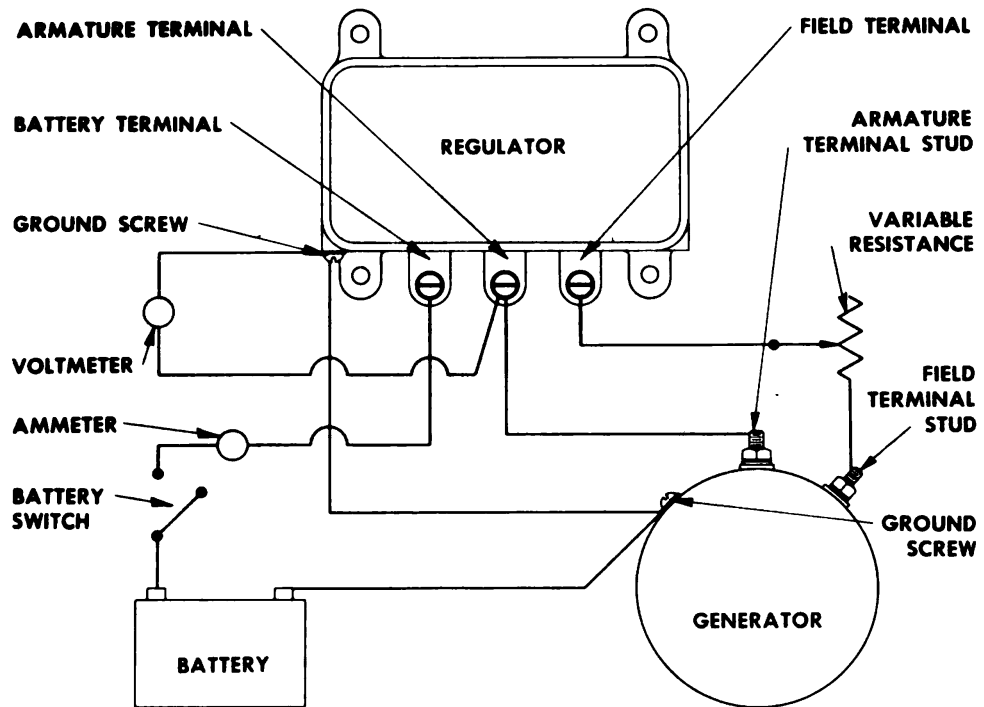 ARMATURE TERMINAL
FIELD TERMINAL
BATTERY TERMINAL
REGULATOR
ARMATURE
TERMINAL STUD
GROUND SCREW
VARIABLE
RESISTANCE
VOLTMETER
FIELD
TERMINAL
STUD
AMMETER
BATTERY
SWITCH
GROUND
SCREW
GENERATOR
BATTERY